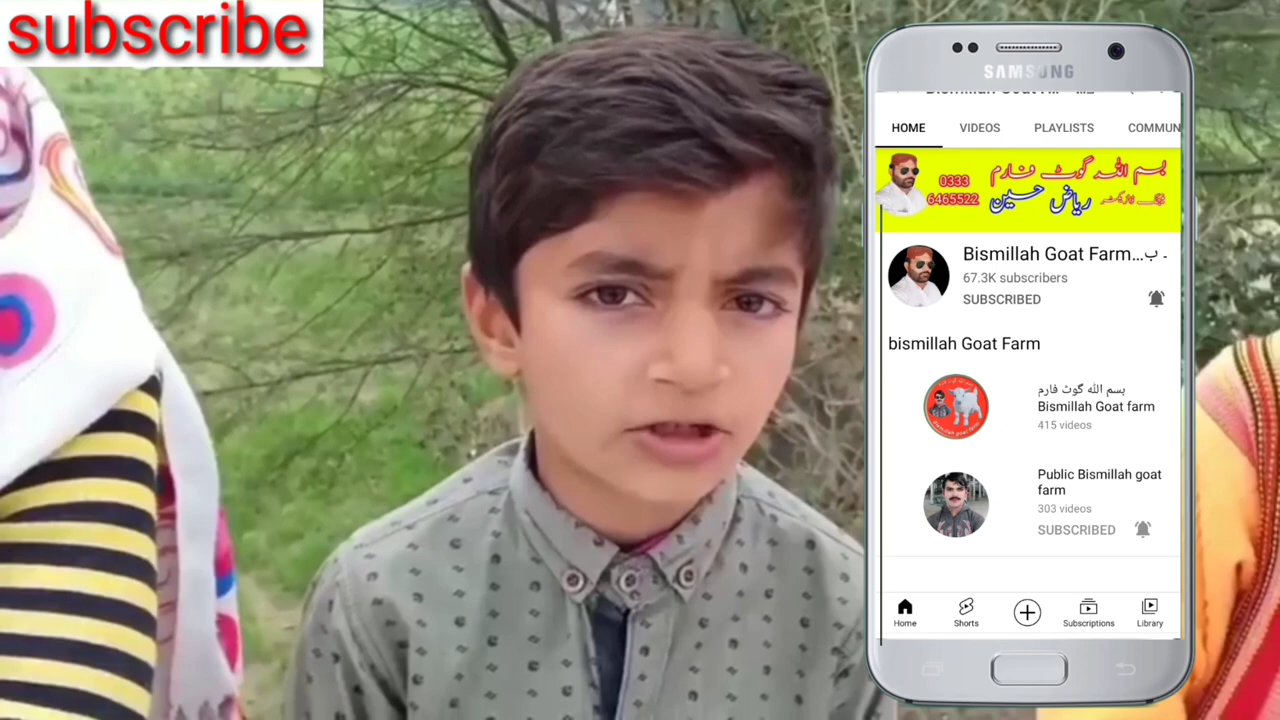 subscribe
SAMSUNG
HOME VIDEOS PLAYLISTS COMMUN
بسم اللہ گوٹ فارم
0333
6465522
ریاض حسین
Bismillah Goat Farm...ب -
67.3K subscribers
SUBSCRIBED
bismillah Goat Farm
بسم اللہ گوٹ فارم
Bismillah Goat farm
415 videos
Public Bismillah goat
farm
303 videos
SUBSCRIBED
Home Shorts Subscriptions Library